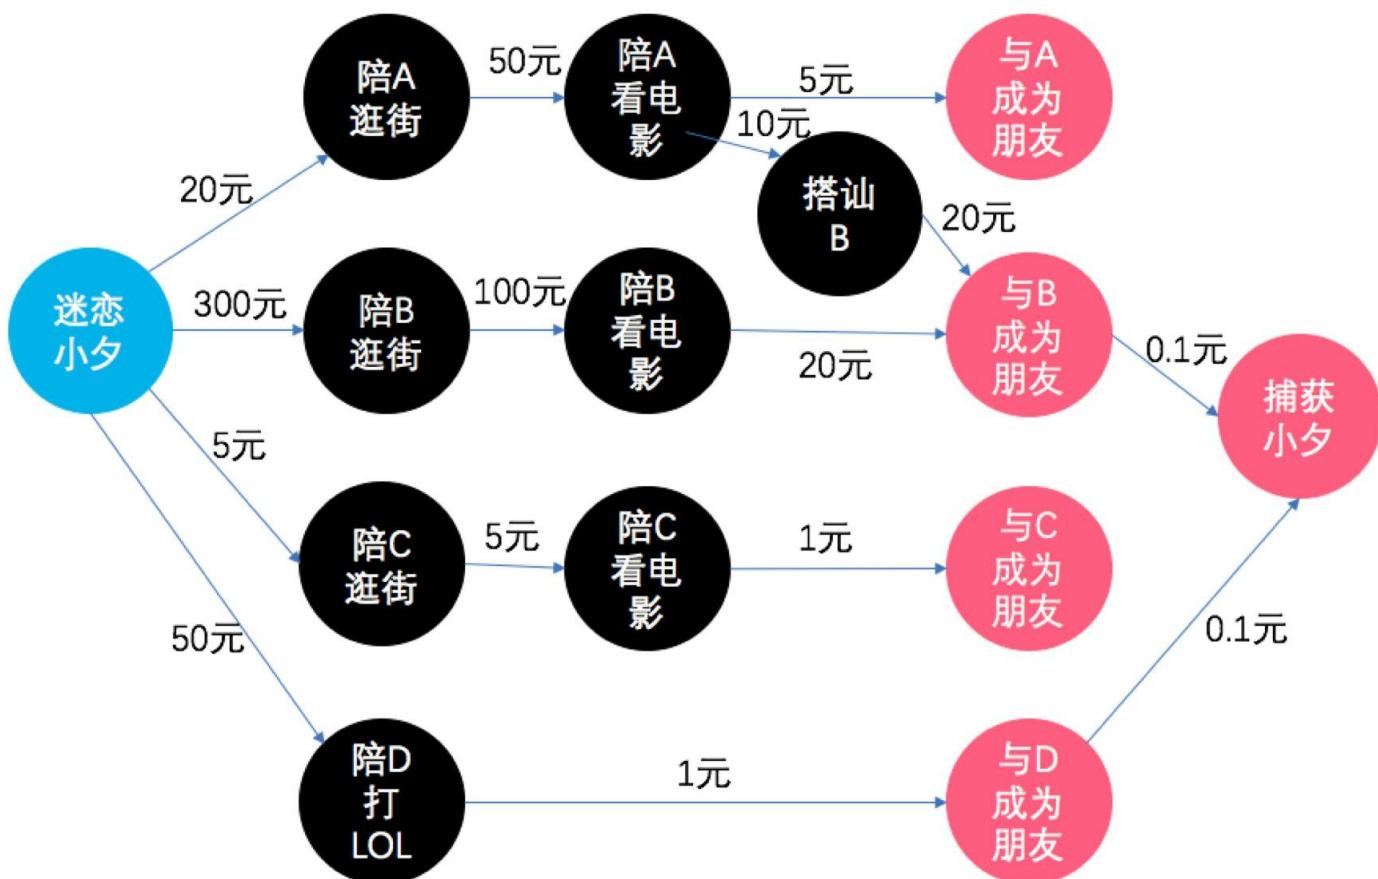 陪A
逛街
50元
陪A
看电
影
5元
与A
成为
朋友
10元
20元
搭讪
B
20元
迷恋
小夕
300元
陪B
逛街
100元
陪B
看电
影
20元
与B
成为
朋友
0.1元
捕获
小夕
5元
陪C
逛街
5元
陪C
看电
影
1元
与C
成为
朋友
50元
0.1元
陪D
打
LOL
1元
与D
成为
朋友